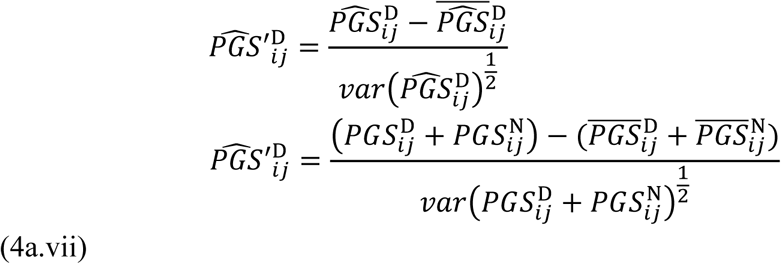 \widehat{PGS}'^{D}_{ij} = \frac{\widehat{PGS}^{D}_{ij} - \overline{\widehat{PGS}}^{D}_{ij}}{var(\widehat{PGS}^{D}_{ij})^{\frac{1}{2}}}
\widehat{PGS}'^{D}_{ij} = \frac{(PGS^{D}_{ij} + PGS^{N}_{ij}) - (\overline{PGS}^{D}_{ij} + \overline{PGS}^{N}_{ij})}{var(PGS^{D}_{ij} + PGS^{N}_{ij})^{\frac{1}{2}}}
(4a.vii)